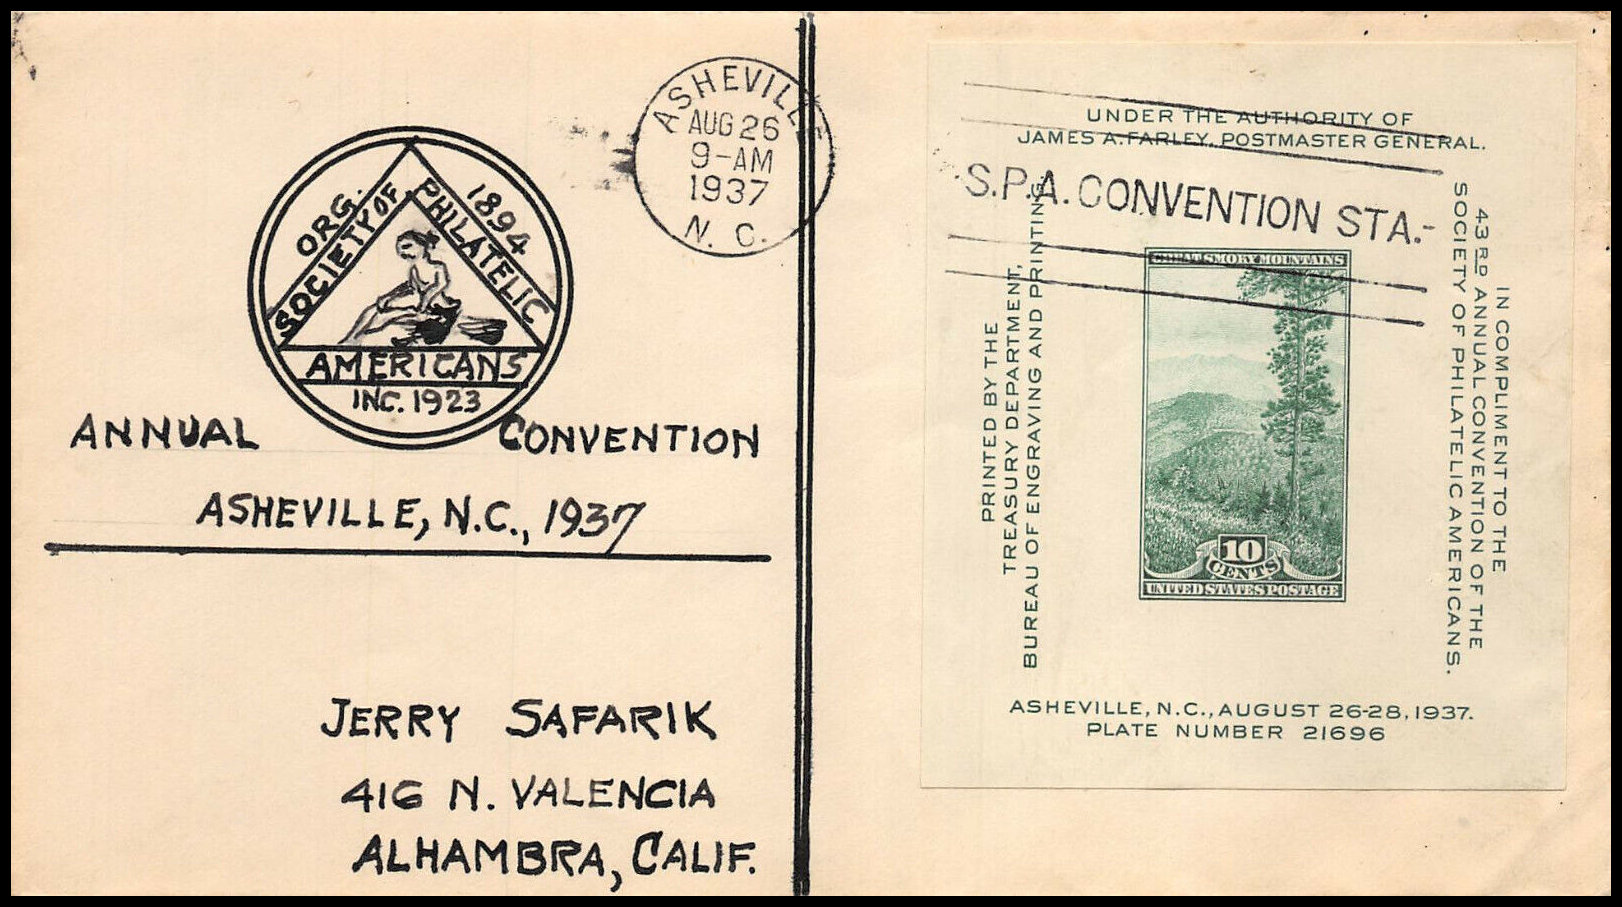 ORG. 1894
SOCIETY OF
PHILATELIC
AMERICANS
INC. 1923
ANNUAL CONVENTION
ASHEVILLE, N.C., 1937
JERRY SAFARIK
416 N. VALENCIA
ALHAMBRA, CALIF.
ASHEVILLE
AUG 26
9-AM
1937
N. C.
S.P.A. CONVENTION STA.-
UNDER THE AUTHORITY OF
JAMES A. FARLEY, POSTMASTER GENERAL.
PRINTED BY THE
TREASURY DEPARTMENT,
BUREAU OF ENGRAVING AND PRINTING.
GREAT SMOKY MOUNTAINS
10
CENTS
UNITED STATES POSTAGE
IN COMPLIMENT TO THE
43RD ANNUAL CONVENTION OF THE
SOCIETY OF PHILATELIC AMERICANS.
ASHEVILLE, N.C., AUGUST 26-28, 1937.
PLATE NUMBER 21696